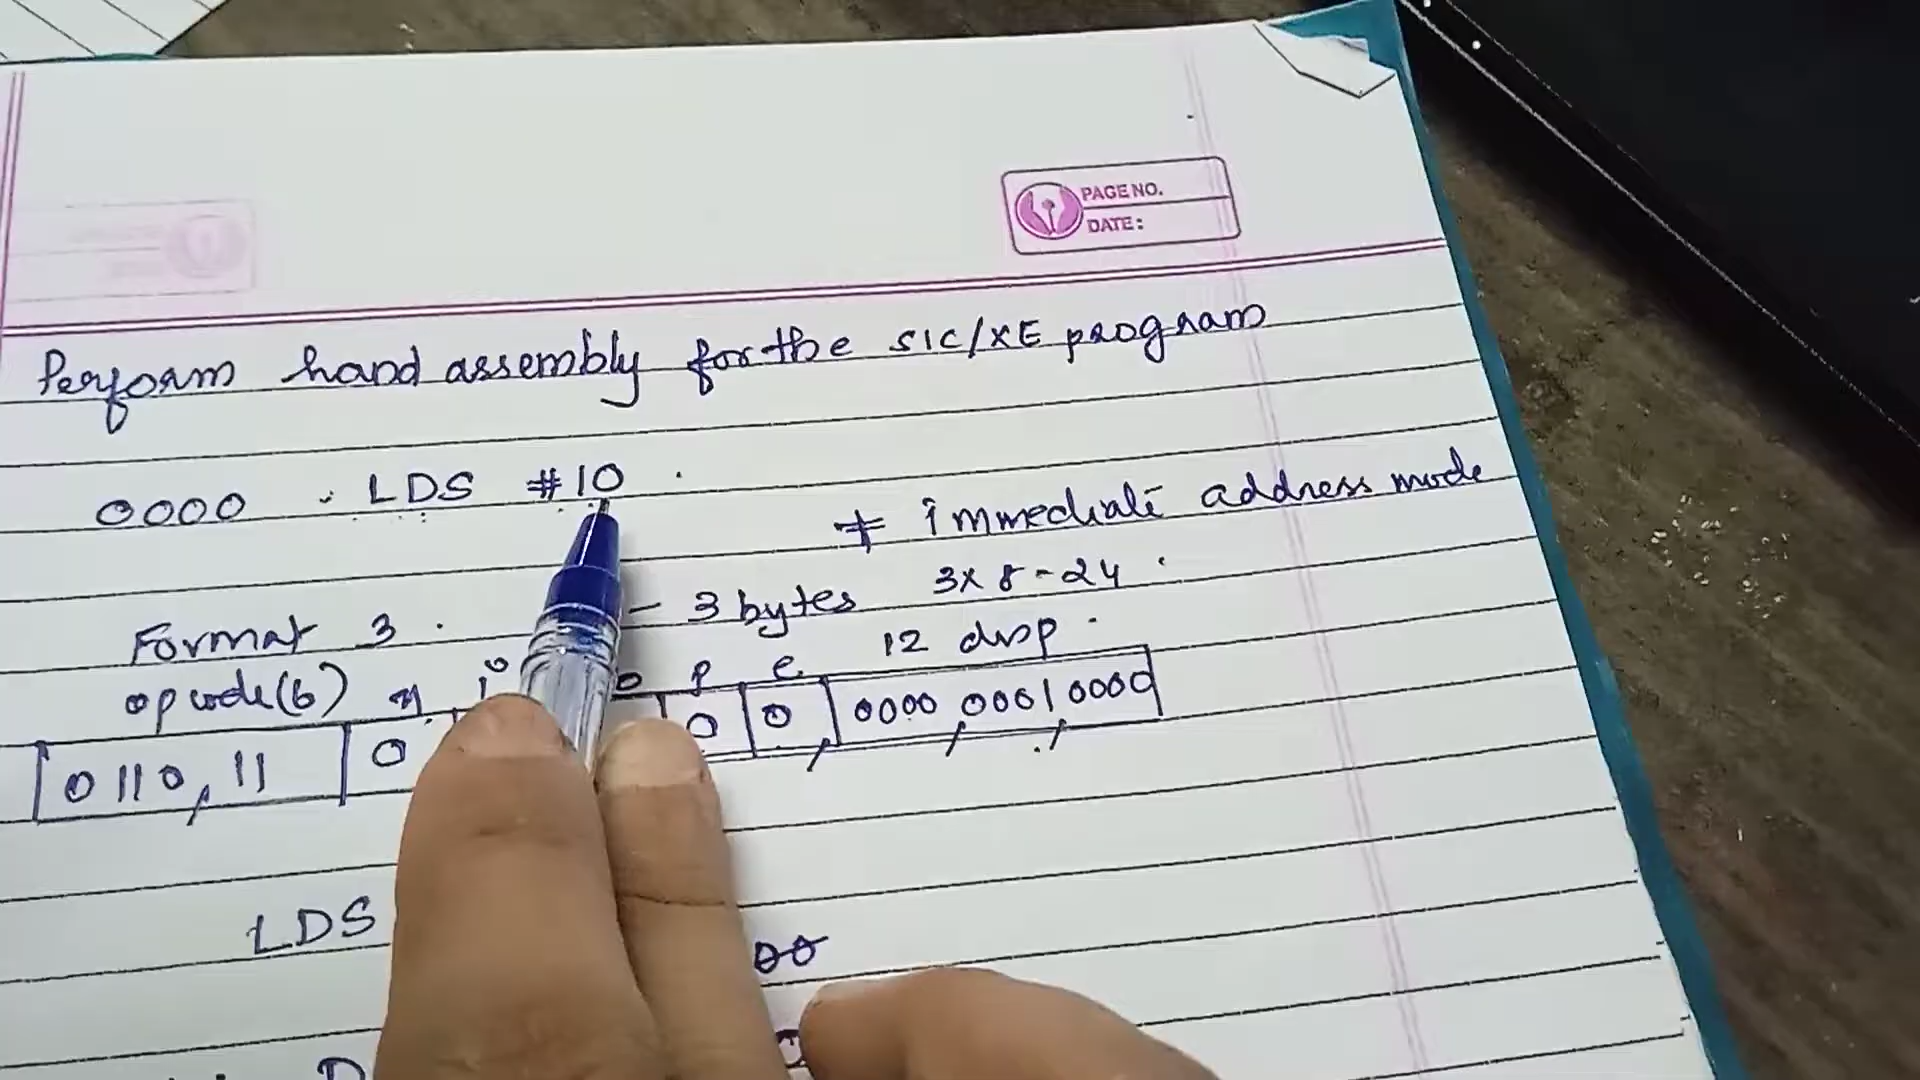 PAGE NO.
DATE:
Perform hand assembly for the SIC/XE program
0000 LDS #10
# immediate address mode
Format 3 - 3 bytes 3x8-24
12 disp
opcode(6) n i p e
0110,11 0 0 0 0000,0001,0000
LDS